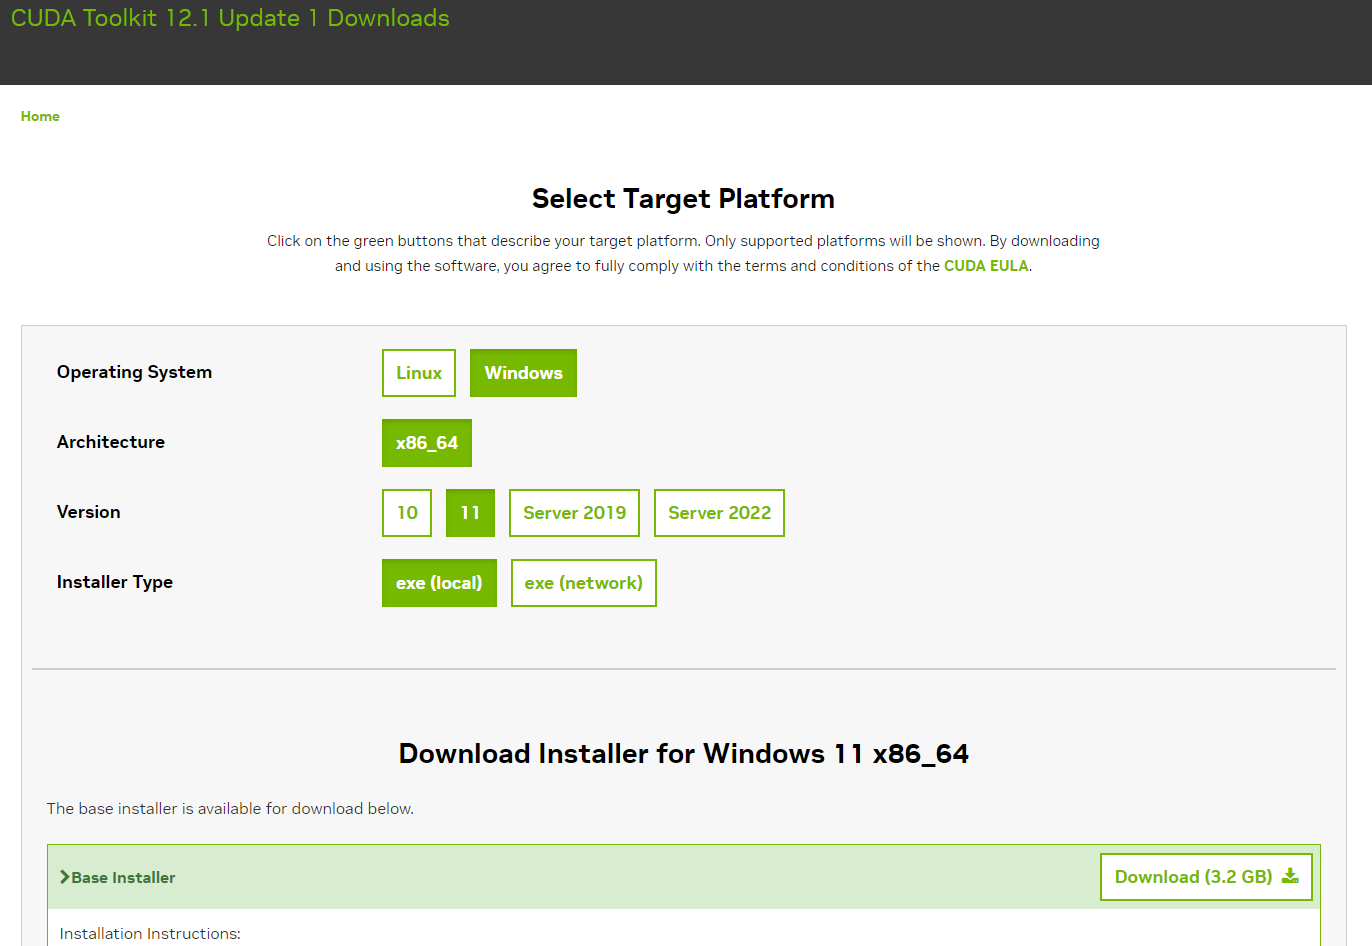 CUDA Toolkit 12.1 Update 1 Downloads
Home
Select Target Platform
Click on the green buttons that describe your target platform. Only supported platforms will be shown. By downloading
and using the software, you agree to fully comply with the terms and conditions of the CUDA EULA.
Operating System Linux Windows
Architecture x86_64
Version 10 11 Server 2019 Server 2022
Installer Type exe (local) exe (network)
Download Installer for Windows 11 x86_64
The base installer is available for download below.
Base Installer Download (3.2 GB)
Installation Instructions: